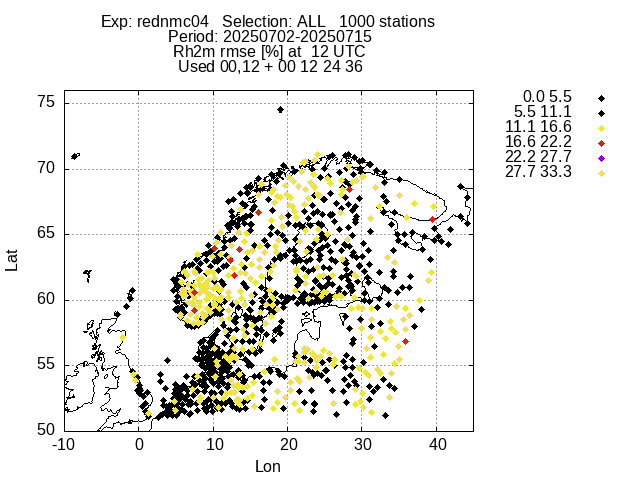 Exp: rednmc04   Selection: ALL   1000 stations
Period: 20250702-20250715
Rh2m rmse [%] at  12 UTC
Used 00,12 + 00 12 24 36
0.0 5.5
5.5 11.1
11.1 16.6
16.6 22.2
22.2 27.7
27.7 33.3
75
70
65
60
55
50
Lat
-10 0 10 20 30 40
Lon